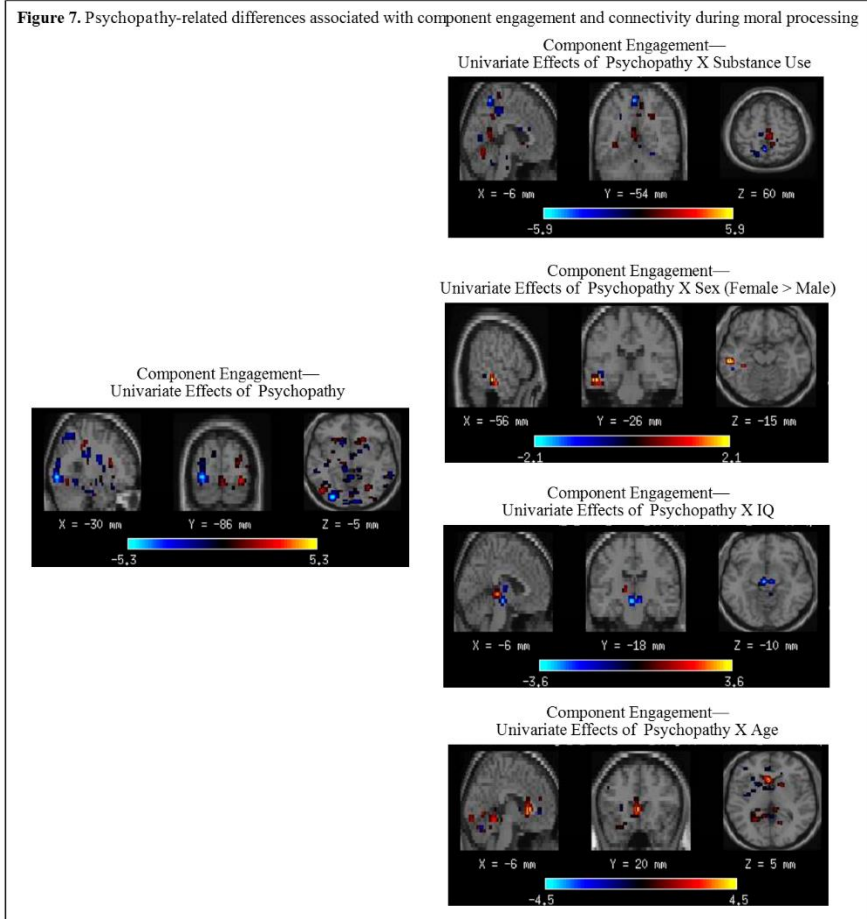 Figure 7. Psychopathy-related differences associated with component engagement and connectivity during moral processing
Component Engagement—
Univariate Effects of Psychopathy X Substance Use
X = -6 mm
Y = -54 mm
Z = 60 mm
-5.9
5.9
Component Engagement—
Univariate Effects of Psychopathy X Sex (Female > Male)
X = -56 mm
Y = -26 mm
Z = -15 mm
-2.1
2.1
Component Engagement—
Univariate Effects of Psychopathy
X = -30 mm
Y = -86 mm
Z = -5 mm
-5.3
5.3
Component Engagement—
Univariate Effects of Psychopathy X IQ
X = -6 mm
Y = -18 mm
Z = -10 mm
-3.6
3.6
Component Engagement—
Univariate Effects of Psychopathy X Age
X = -6 mm
Y = 20 mm
Z = 5 mm
-4.5
4.5